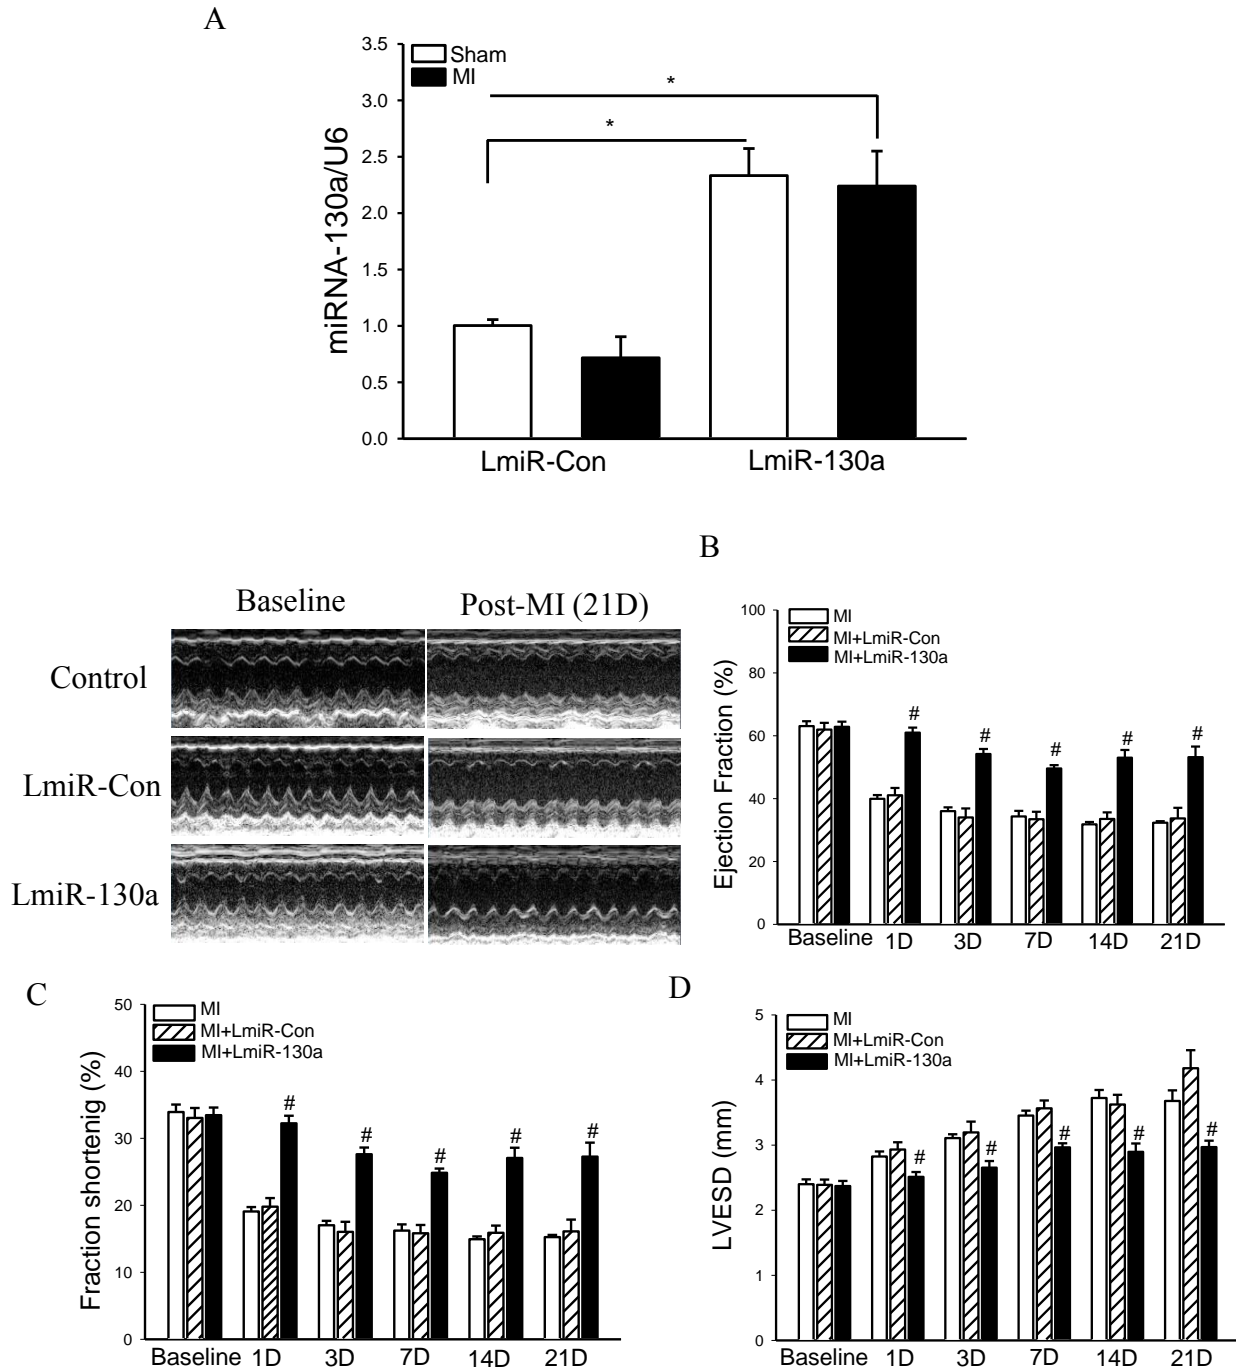 A
3.5
3.0
2.5
2.0
1.5
1.0
0.5
0.0
miRNA-130a/U6
Sham
MI
*
*
LmiR-Con
LmiR-130a
Baseline
Post-MI (21D)
Control
LmiR-Con
LmiR-130a
B
100
80
60
40
20
0
Ejection Fraction (%)
MI
MI+LmiR-Con
MI+LmiR-130a
# # # # #
Baseline 1D 3D 7D 14D 21D
C
50
40
30
20
10
0
Fraction shortenig (%)
MI
MI+LmiR-Con
MI+LmiR-130a
# # # # #
Baseline 1D 3D 7D 14D 21D
D
5
4
3
2
1
0
LVESD (mm)
MI
MI+LmiR-Con
MI+LmiR-130a
# # # # #
Baseline 1D 3D 7D 14D 21D